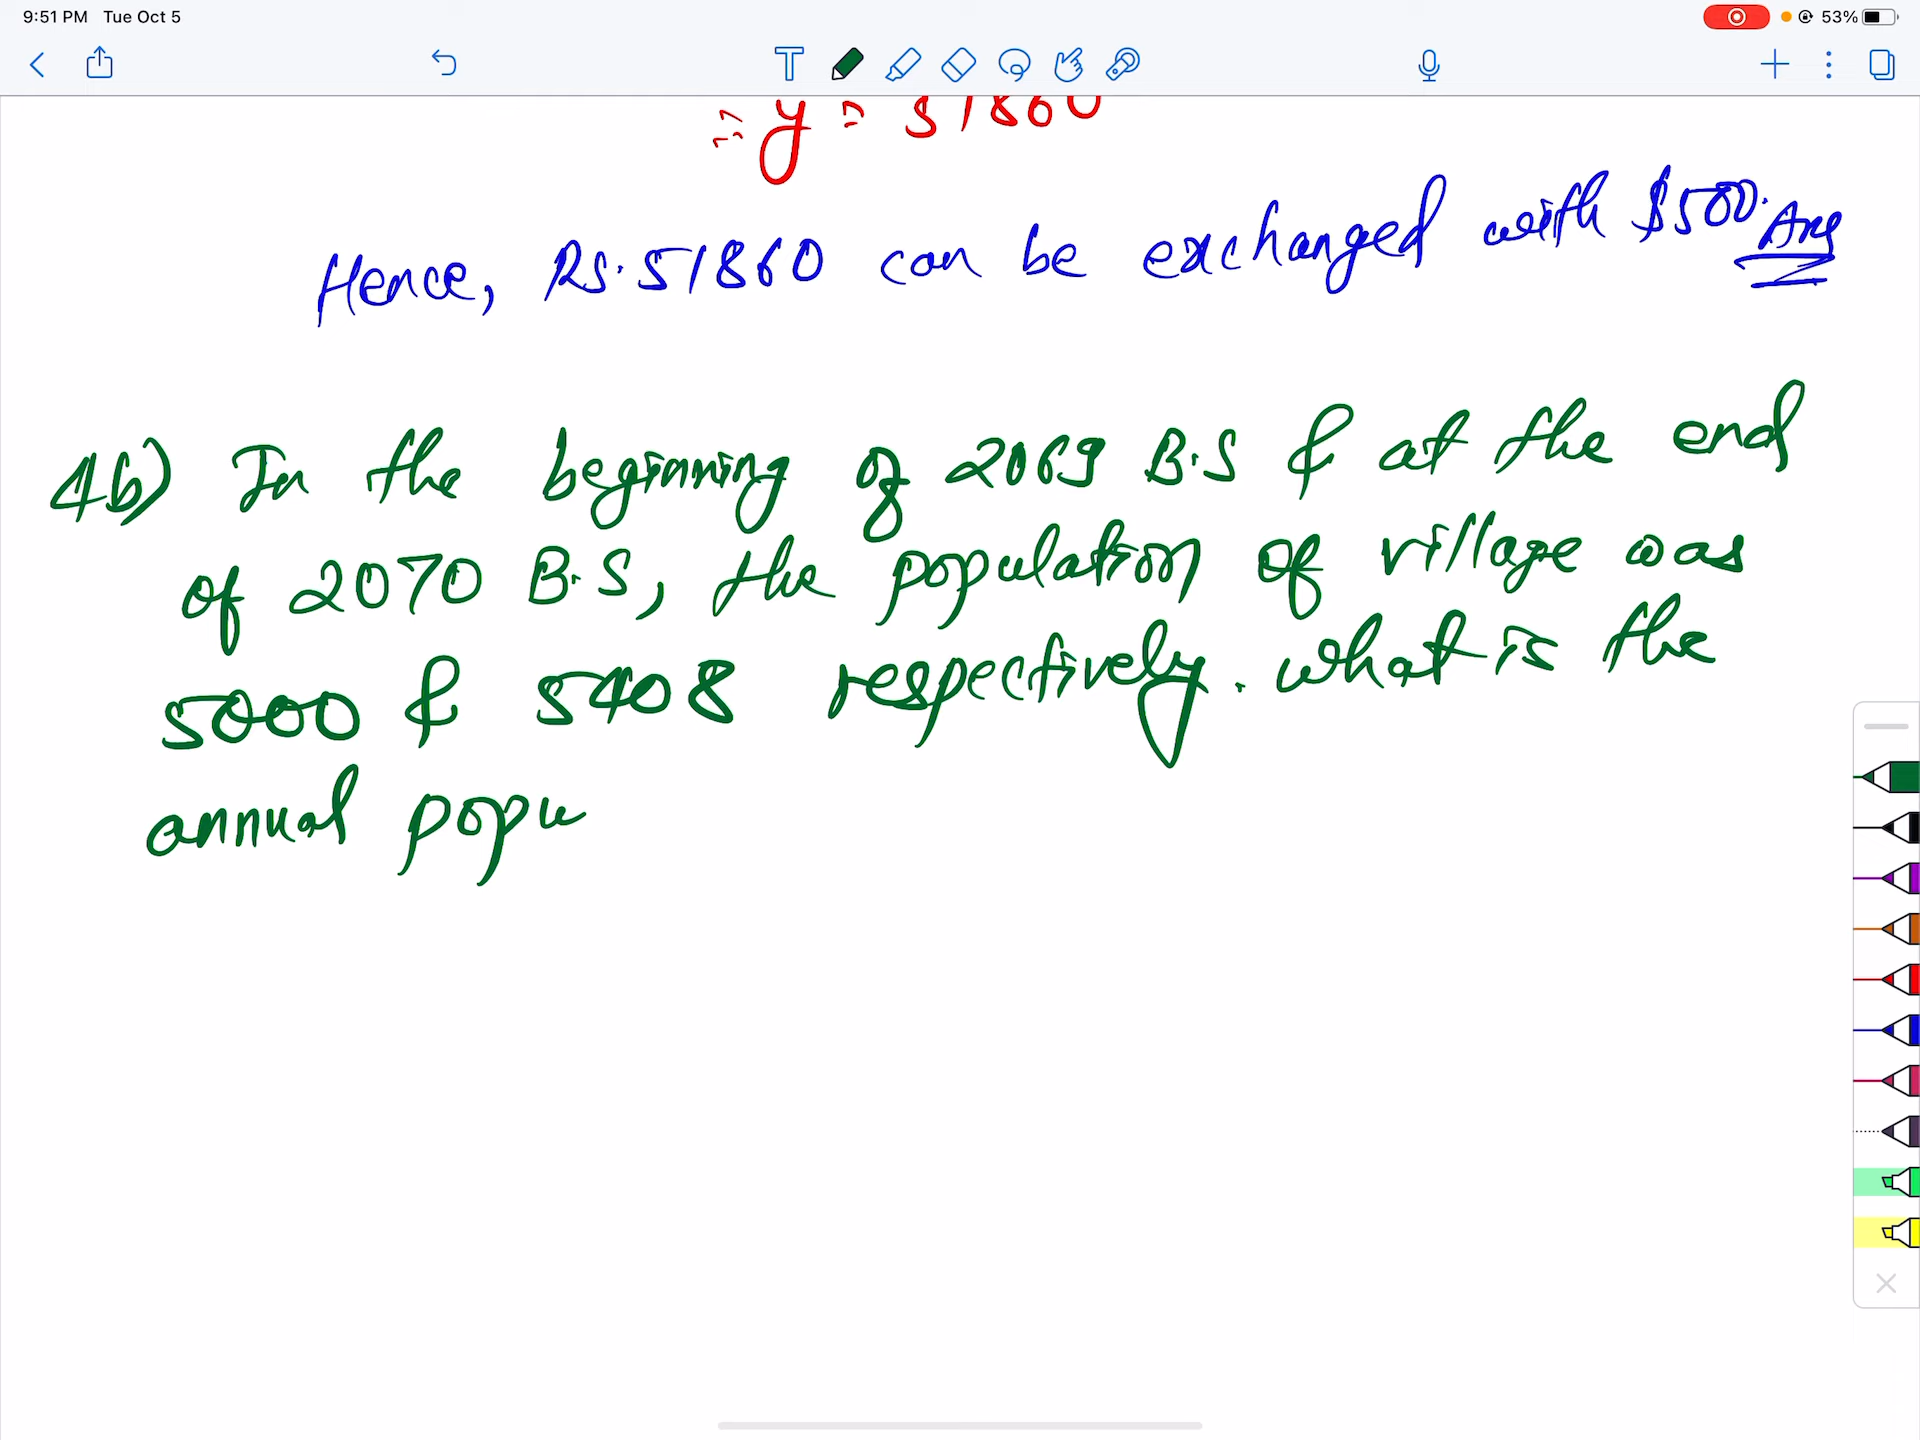 9:51 PM Tue Oct 5
53%
∴ y = 51860
Hence, RS. 51860 can be exchanged with $500. Ans
4b) In the beginning of 2069 B.S & at the end
of 2070 B.S, the population of village was
5000 & 5408 respectively. what is the
annual popu